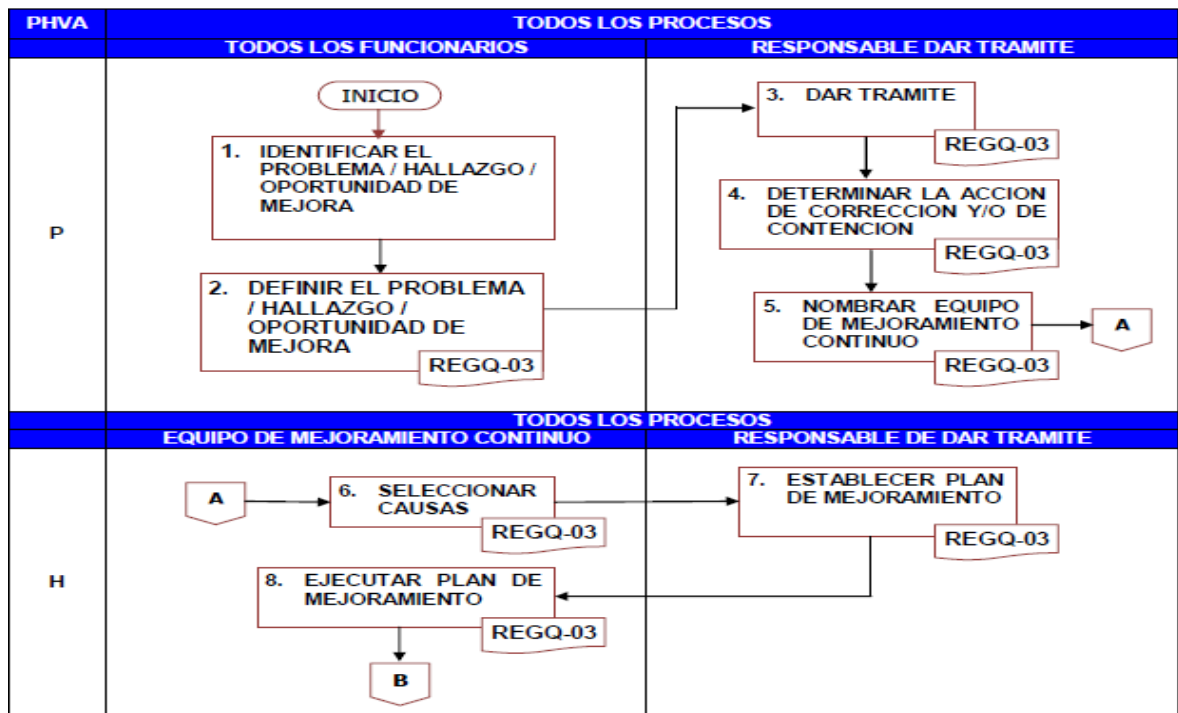 PHVA
TODOS LOS PROCESOS
TODOS LOS FUNCIONARIOS
RESPONSABLE DAR TRAMITE
P
INICIO
1. IDENTIFICAR EL
PROBLEMA / HALLAZGO /
OPORTUNIDAD DE
MEJORA
2. DEFINIR EL PROBLEMA
/ HALLAZGO /
OPORTUNIDAD DE
MEJORA
REGQ-03
3. DAR TRAMITE
REGQ-03
4. DETERMINAR LA ACCION
DE CORRECCION Y/O DE
CONTENCION
REGQ-03
5. NOMBRAR EQUIPO
DE MEJORAMIENTO
CONTINUO
REGQ-03
A
TODOS LOS PROCESOS
EQUIPO DE MEJORAMIENTO CONTINUO
RESPONSABLE DE DAR TRAMITE
H
A
6. SELECCIONAR
CAUSAS
REGQ-03
7. ESTABLECER PLAN
DE MEJORAMIENTO
REGQ-03
8. EJECUTAR PLAN DE
MEJORAMIENTO
REGQ-03
B